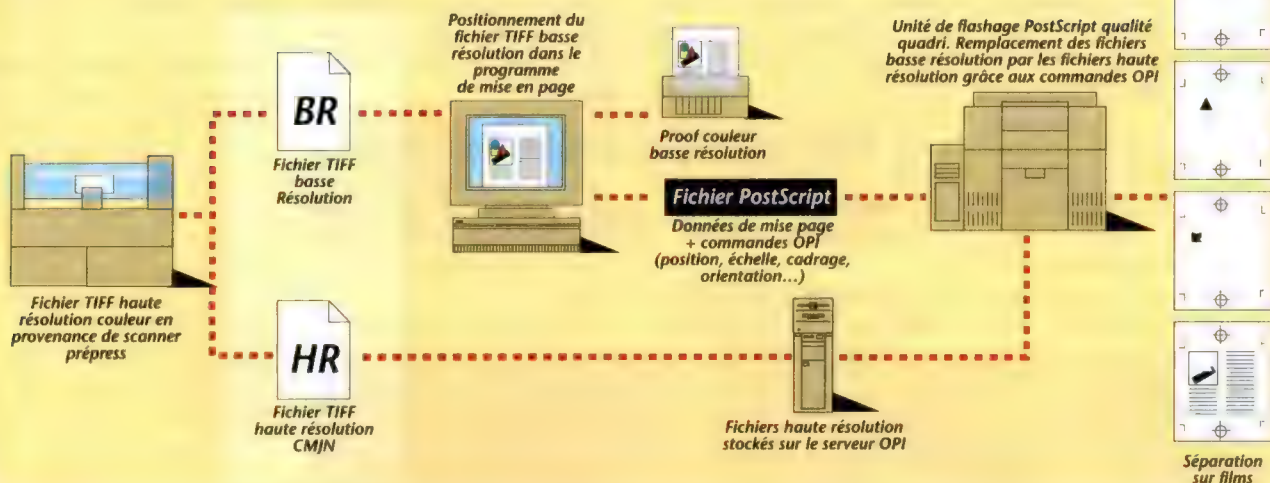 Positionnement du
fichier TIFF basse
résolution dans le
programme
de mise en page
Unité de flashage PostScript qualité
quadri. Remplacement des fichiers
basse résolution par les fichiers haute
résolution grâce aux commandes OPI
BR
Fichier TIFF
basse
Résolution
Proof couleur
basse résolution
Fichier PostScript
Données de mise page
+ commandes OPI
(position, échelle, cadrage,
orientation...)
Fichier TIFF haute
résolution couleur en
provenance de scanner
prépress
HR
Fichier TIFF
haute résolution
CMJN
Fichiers haute résolution
stockés sur le serveur OPI
Séparation
sur films